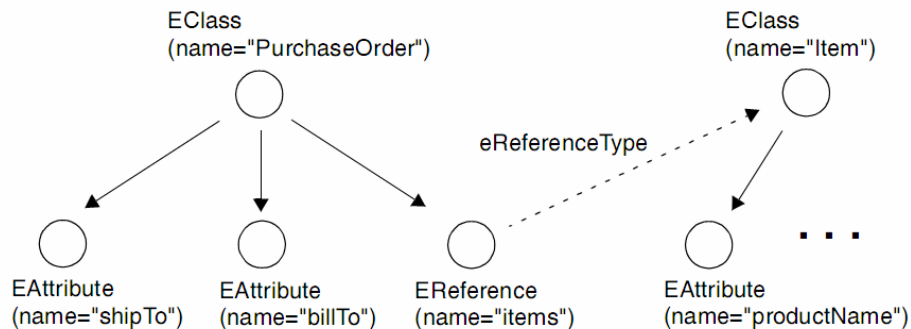 EClass
(name="PurchaseOrder")
EClass
(name="Item")
eReferenceType
EAttribute
(name="shipTo")
EAttribute
(name="billTo")
EReference
(name="items")
EAttribute
(name="productName")
. . .